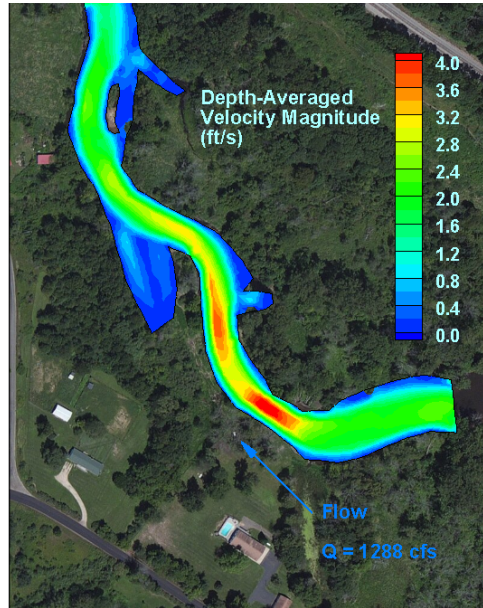 Depth-Averaged
Velocity Magnitude
(ft/s)
4.0
3.6
3.2
2.8
2.4
2.0
1.6
1.2
0.8
0.4
0.0
Flow
Q = 1288 cfs